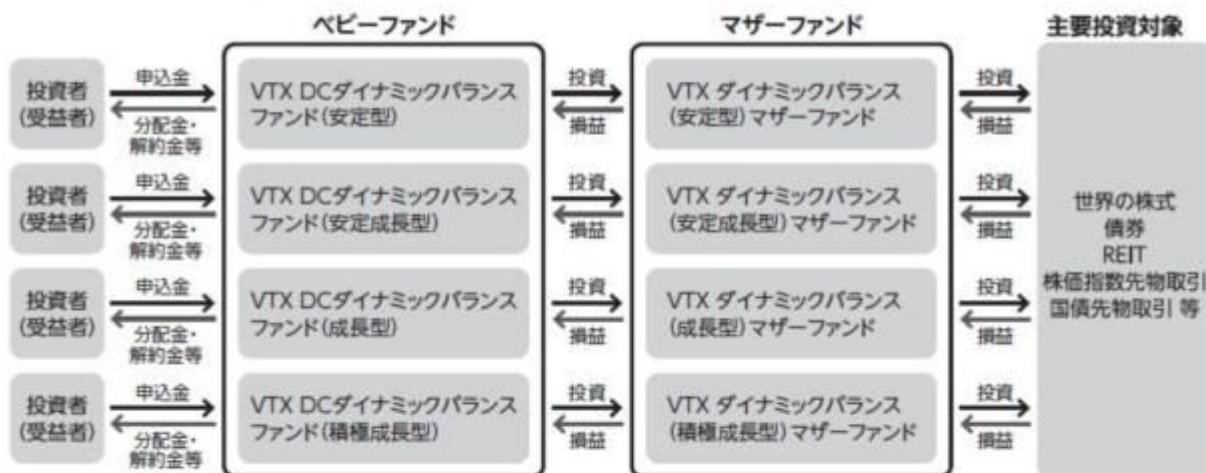 ベビーファンド
マザーファンド
主要投資対象
投資者
(受益者)
申込金
分配金・
解約金等
VTX DCダイナミックバランス
ファンド(安定型)
投資
損益
VTX ダイナミックバランス
(安定型)マザーファンド
投資
損益
投資者
(受益者)
申込金
分配金・
解約金等
VTX DCダイナミックバランス
ファンド(安定成長型)
投資
損益
VTX ダイナミックバランス
(安定成長型)マザーファンド
投資
損益
投資者
(受益者)
申込金
分配金・
解約金等
VTX DCダイナミックバランス
ファンド(成長型)
投資
損益
VTX ダイナミックバランス
(成長型)マザーファンド
投資
損益
投資者
(受益者)
申込金
分配金・
解約金等
VTX DCダイナミックバランス
ファンド(積極成長型)
投資
損益
VTX ダイナミックバランス
(積極成長型)マザーファンド
投資
損益
世界の株式
債券
REIT
株価指数先物取引
国債先物取引 等